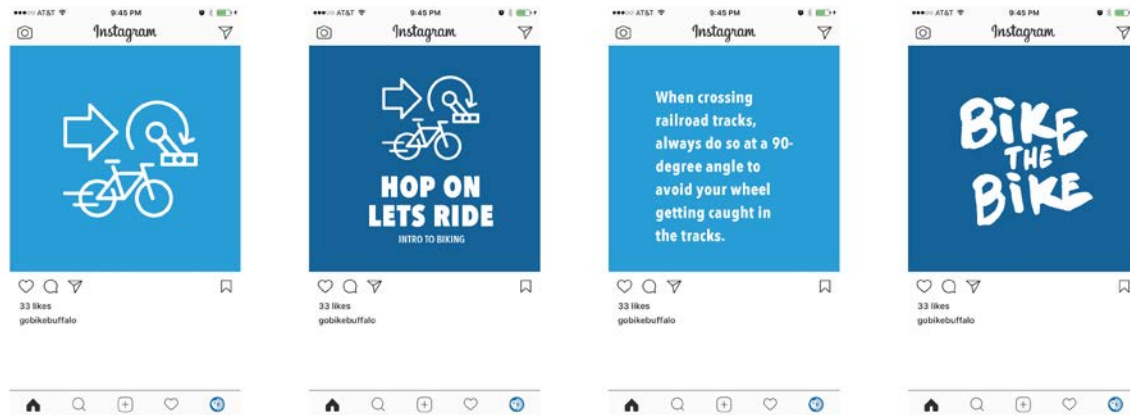 AT&T 9:45 PM
Instagram
33 likes
gobikebuffalo
AT&T 9:45 PM
Instagram
HOP ON
LETS RIDE
INTRO TO BIKING
33 likes
gobikebuffalo
AT&T 9:45 PM
Instagram
When crossing
railroad tracks,
always do so at a 90-
degree angle to
avoid your wheel
getting caught in
the tracks.
33 likes
gobikebuffalo
AT&T 9:45 PM
Instagram
BiKE
THE
BiKE
33 likes
gobikebuffalo